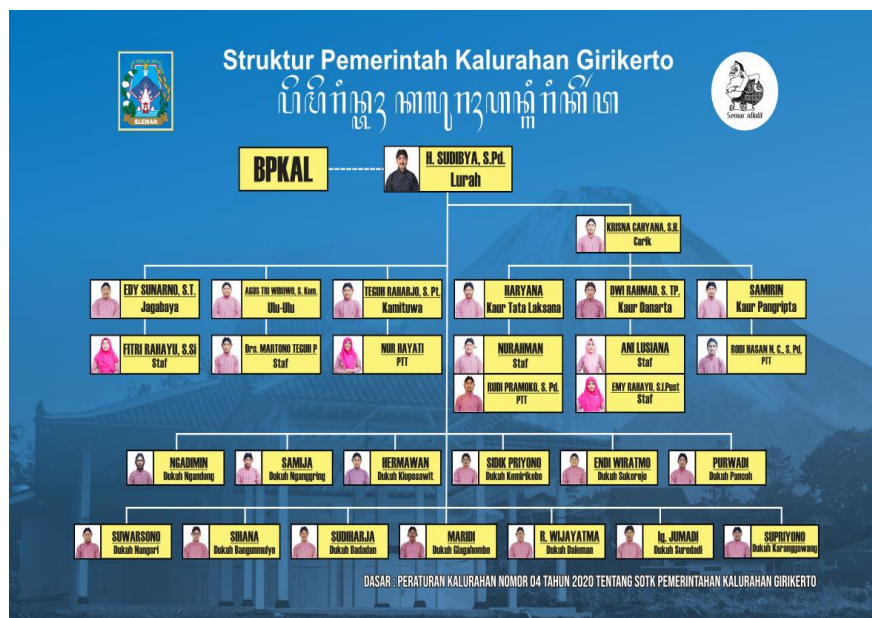 Struktur Pemerintah Kalurahan Girikerto
SLEMAN
Semar nDalil
BPKAL
H. SUDIBYA, S.Pd.
Lurah
KRISNA CAHYANA, S.H.
Carik
EDY SUNARNO, S.T.
Jagabaya
AGUS TRI WIBOWO, S. Kom.
Ulu-Ulu
TEGUH RAHARJO, S. Pt.
Kamituwa
HARYANA
Kaur Tata Laksana
DWI RAHMAD, S. TP.
Kaur Danarta
SAMIRIN
Kaur Pangripta
FITRI RAHAYU, S.Si
Staf
Drs. MARTONO TEGUH P
Staf
NUR HAYATI
PTT
NURAHMAN
Staf
ANI LUSIANA
Staf
ROBI HASAN N. C., S. Pd.
PTT
RUDI PRAMOKO, S. Pd.
PTT
EMY RAHAYU, S.I.Pust
Staf
NGADIMIN
Dukuh Ngandong
SAMIJA
Dukuh Nganggring
HERMAWAN
Dukuh Kloposawit
SIDIK PRIYONO
Dukuh Kemirikebo
ENDI WIRATMO
Dukuh Sukorejo
PURWADI
Dukuh Pancoh
SUWARSONO
Dukuh Nangsri
SIHANA
Dukuh Bangunmulyo
SUDIHARJA
Dukuh Babadan
MARIDI
Dukuh Glagahombo
R. WIJAYATMA
Dukuh Daleman
Ig. JUMADI
Dukuh Surodadi
SUPRIYONO
Dukuh Karanggawang
DASAR : PERATURAN KALURAHAN NOMOR 04 TAHUN 2020 TENTANG SOTK PEMERINTAHAN KALURAHAN GIRIKERTO